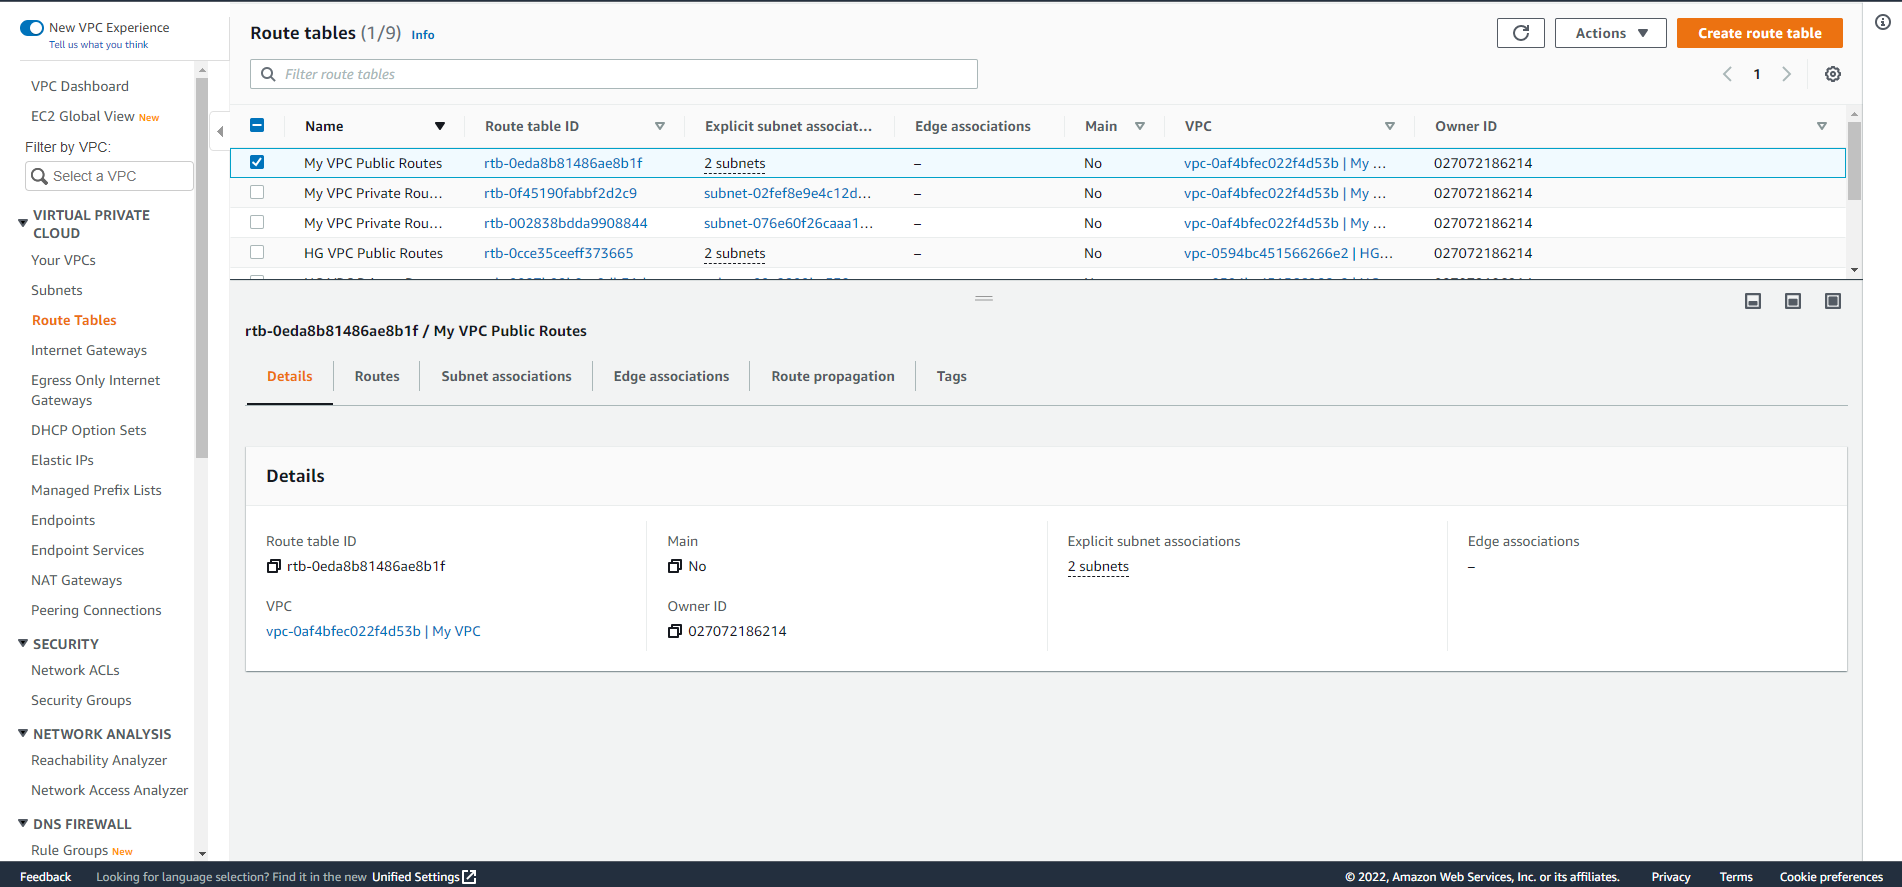 New VPC Experience
Tell us what you think
VPC Dashboard
EC2 Global View New
Filter by VPC:
Select a VPC
VIRTUAL PRIVATE
CLOUD
Your VPCs
Subnets
Route Tables
Internet Gateways
Egress Only Internet
Gateways
DHCP Option Sets
Elastic IPs
Managed Prefix Lists
Endpoints
Endpoint Services
NAT Gateways
Peering Connections
SECURITY
Network ACLs
Security Groups
NETWORK ANALYSIS
Reachability Analyzer
Network Access Analyzer
DNS FIREWALL
Rule Groups New
Route tables (1/9) Info
Actions
Create route table
Filter route tables
1
Name Route table ID Explicit subnet associat... Edge associations Main VPC Owner ID
My VPC Public Routes rtb-0eda8b81486ae8b1f 2 subnets – No vpc-0af4bfec022f4d53b | My ... 027072186214
My VPC Private Rou... rtb-0f45190fabbf2d2c9 subnet-02fef8e9e4c12d... – No vpc-0af4bfec022f4d53b | My ... 027072186214
My VPC Private Rou... rtb-002838bdda9908844 subnet-076e60f26caaa1... – No vpc-0af4bfec022f4d53b | My ... 027072186214
HG VPC Public Routes rtb-0cce35ceeff373665 2 subnets – No vpc-0594bc451566266e2 | HG... 027072186214
rtb-0eda8b81486ae8b1f / My VPC Public Routes
Details Routes Subnet associations Edge associations Route propagation Tags
Details
Route table ID
rtb-0eda8b81486ae8b1f
Main
No
Explicit subnet associations
2 subnets
Edge associations
–
VPC
vpc-0af4bfec022f4d53b | My VPC
Owner ID
027072186214
Feedback Looking for language selection? Find it in the new Unified Settings © 2022, Amazon Web Services, Inc. or its affiliates. Privacy Terms Cookie preferences